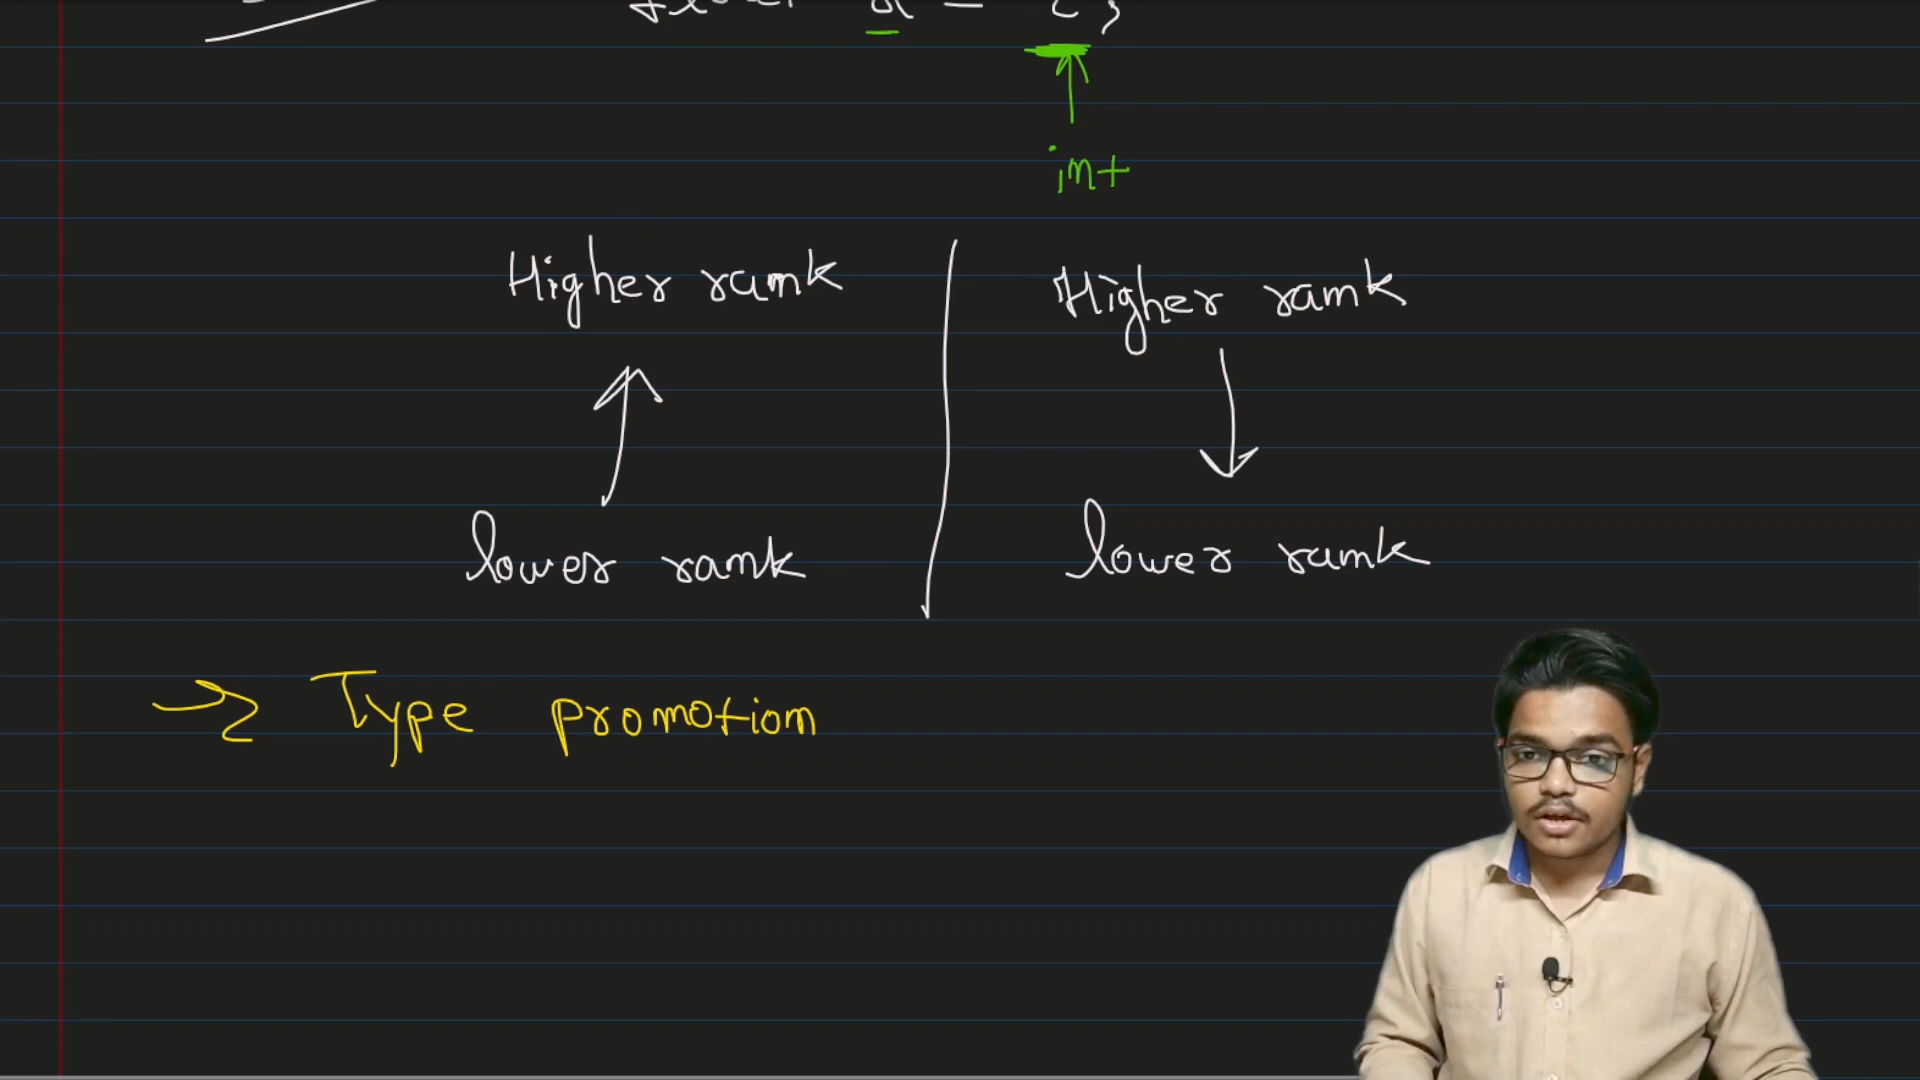 int
Higher rank
Higher rank
lower rank
lower rank
→ Type promotion